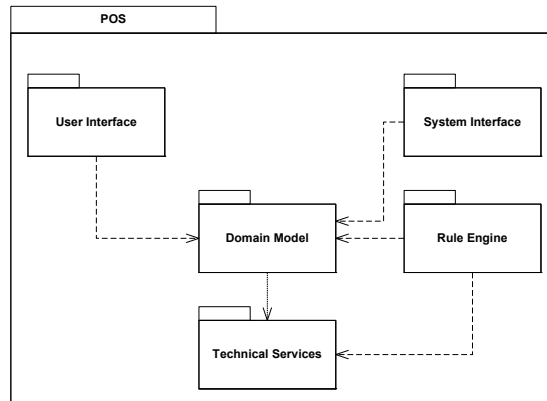 POS
User Interface
System Interface
Domain Model
Rule Engine
Technical Services